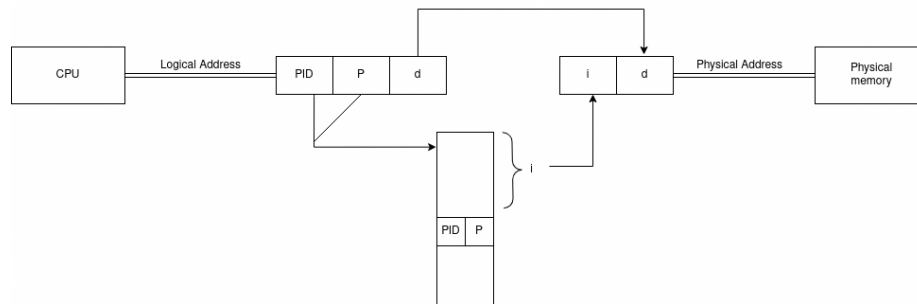 CPU
Logical Address
PID
P
d
i
d
Physical Address
Physical
memory
i
PID
P